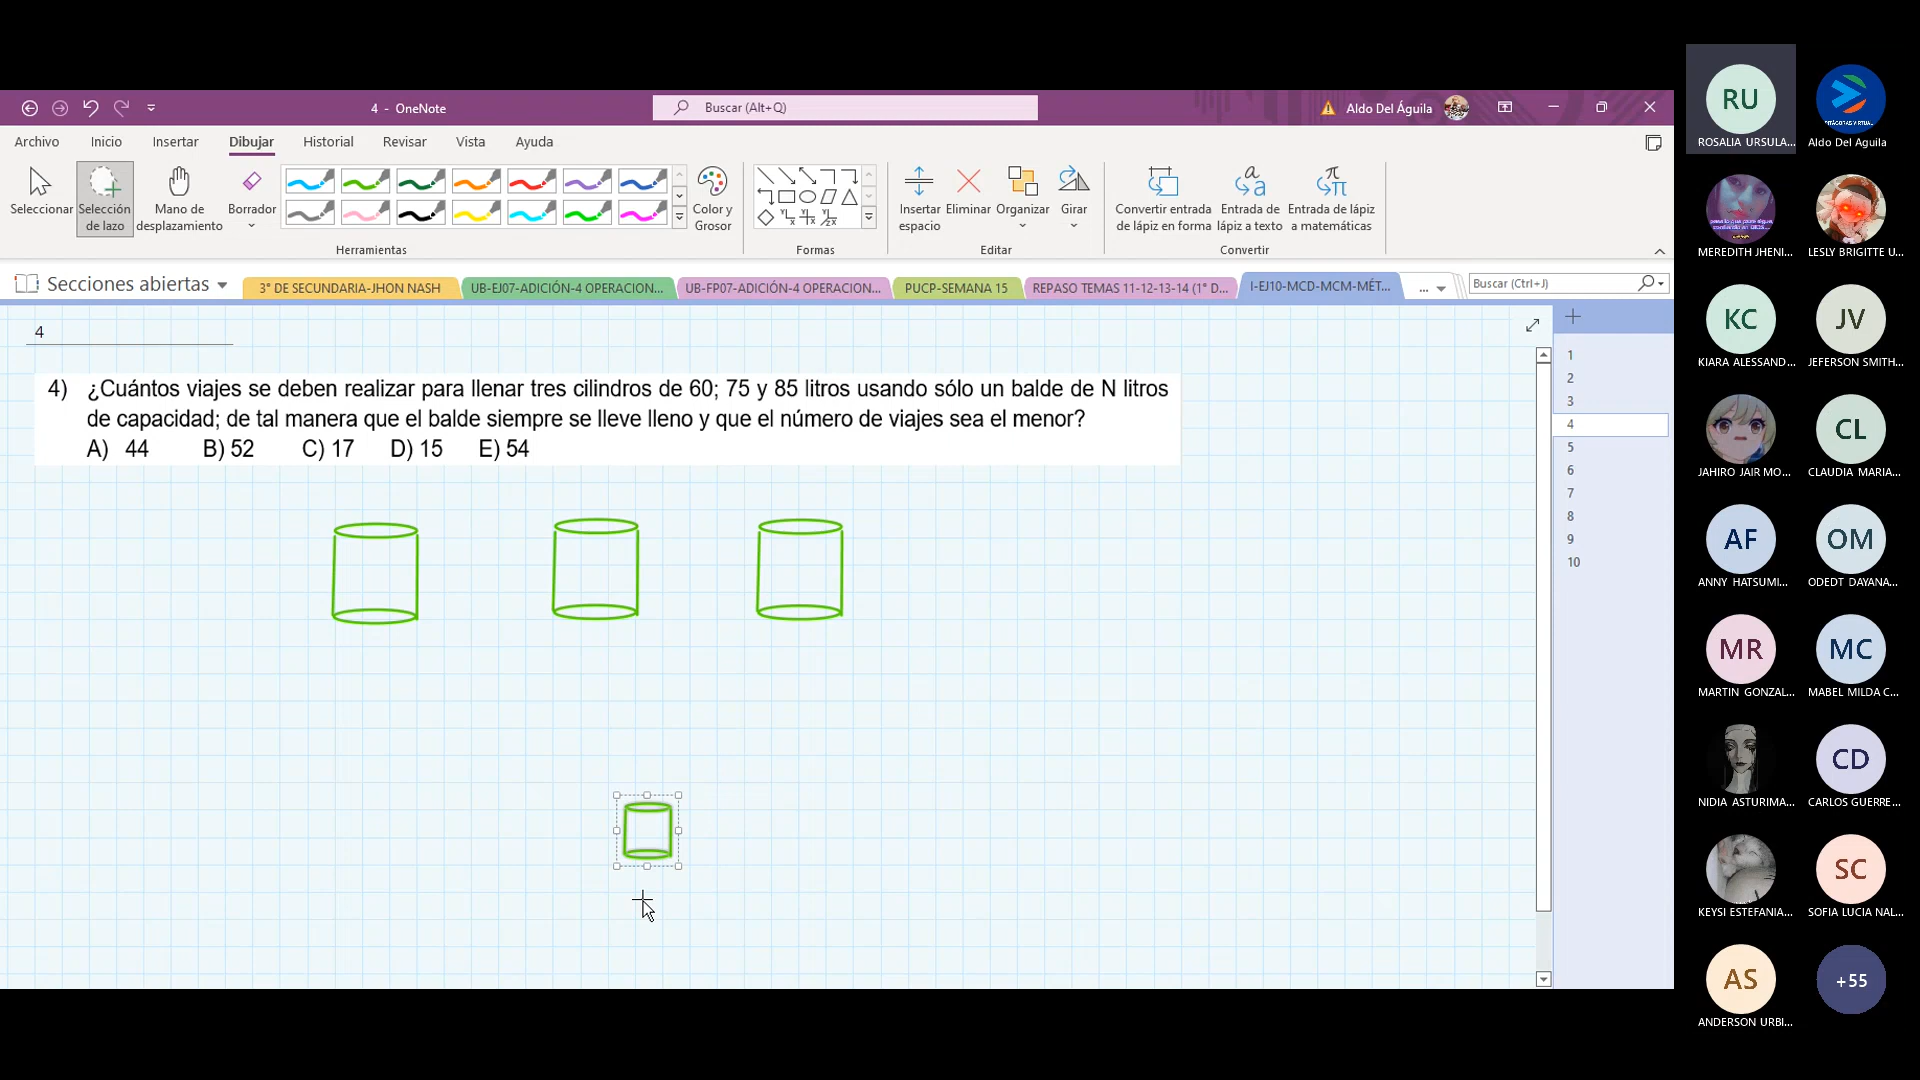 4 - OneNote
Buscar (Alt+Q)
Aldo Del Águila
Archivo Inicio Insertar Dibujar Historial Revisar Vista Ayuda
Seleccionar
Selección de lazo
Mano de desplazamiento
Borrador
Color y Grosor
Insertar espacio
Eliminar
Organizar
Girar
Convertir entrada de lápiz en forma
Entrada de lápiz a texto
Entrada de lápiz a matemáticas
Herramientas Formas Editar Convertir
Secciones abiertas
3° DE SECUNDARIA-JHON NASH
UB-EJ07-ADICIÓN-4 OPERACION...
UB-FP07-ADICIÓN-4 OPERACION...
PUCP-SEMANA 15
REPASO TEMAS 11-12-13-14 (1° D...
I-EJ10-MCD-MCM-MÉT...
...
Buscar (Ctrl+J)
4
4) ¿Cuántos viajes se deben realizar para llenar tres cilindros de 60; 75 y 85 litros usando sólo un balde de N litros
de capacidad; de tal manera que el balde siempre se lleve lleno y que el número de viajes sea el menor?
A) 44 B) 52 C) 17 D) 15 E) 54
1
2
3
4
5
6
7
8
9
10
RU
ROSALIA URSULA...
Aldo Del Aguila
MEREDITH JHENI...
LESLY BRIGITTE U...
KC
KIARA ALESSAND...
JV
JEFERSON SMITH...
JAHIRO JAIR MO...
CL
CLAUDIA MARIA...
AF
ANNY HATSUMI...
OM
ODEDT DAYANA...
MR
MARTIN GONZAL...
MC
MABEL MILDA C...
NIDIA ASTURIMA...
CD
CARLOS GUERRE...
KEYSI ESTEFANIA...
SC
SOFIA LUCIA NAL...
AS
ANDERSON URBI...
+55